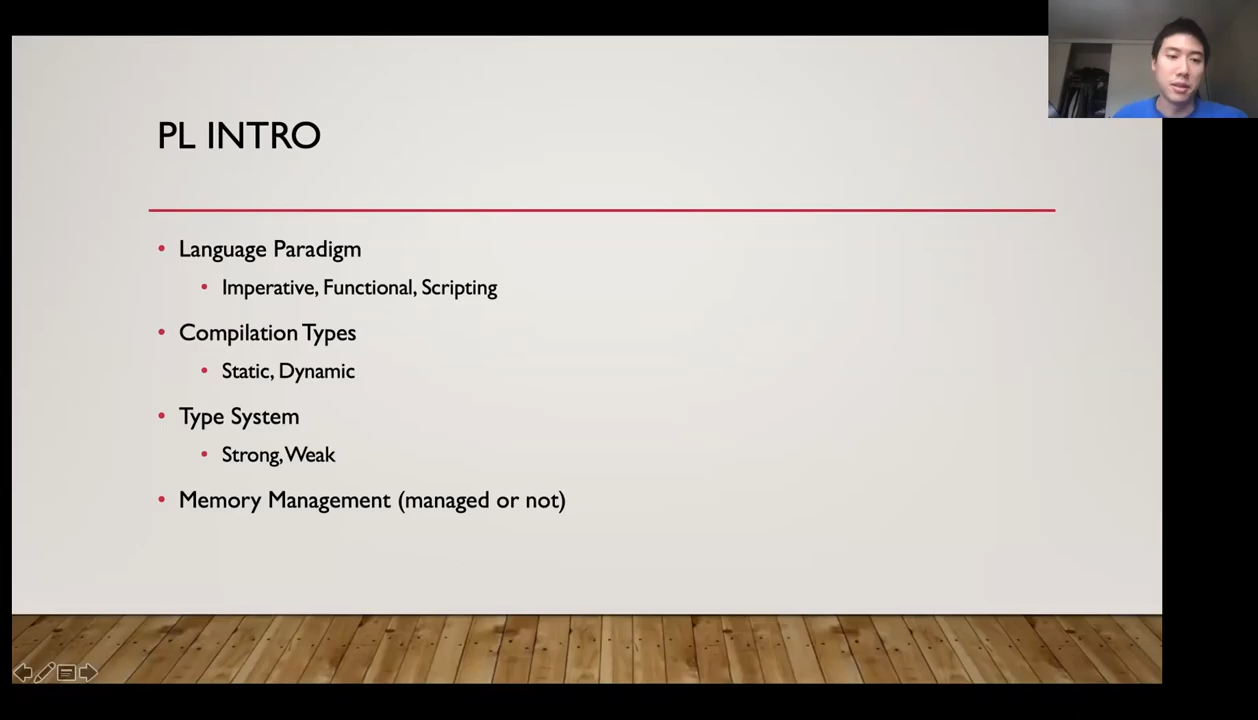 PL INTRO
• Language Paradigm
• Imperative, Functional, Scripting
• Compilation Types
• Static, Dynamic
• Type System
• Strong, Weak
• Memory Management (managed or not)